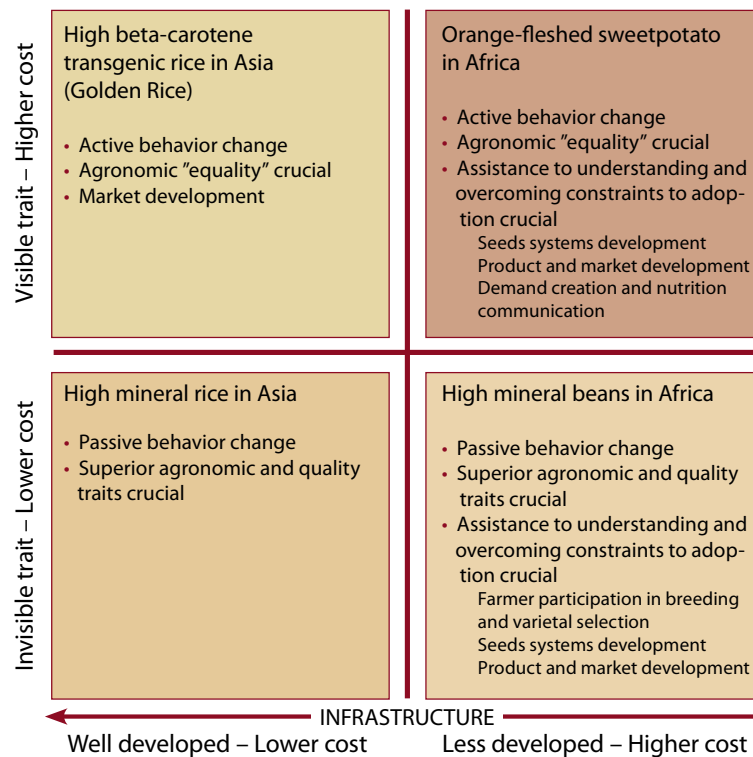 Visible trait – Higher cost
High beta-carotene
transgenic rice in Asia
(Golden Rice)
• Active behavior change
• Agronomic ”equality” crucial
• Market development
Orange-fleshed sweetpotato
in Africa
• Active behavior change
• Agronomic ”equality” crucial
• Assistance to understanding and
overcoming constraints to adop-
tion crucial
Seeds systems development
Product and market development
Demand creation and nutrition
communication
Invisible trait – Lower cost
High mineral rice in Asia
• Passive behavior change
• Superior agronomic and quality
traits crucial
High mineral beans in Africa
• Passive behavior change
• Superior agronomic and quality
traits crucial
• Assistance to understanding and
overcoming constraints to adop-
tion crucial
Farmer participation in breeding
and varietal selection
Seeds systems development
Product and market development
INFRASTRUCTURE
Well developed – Lower cost
Less developed – Higher cost